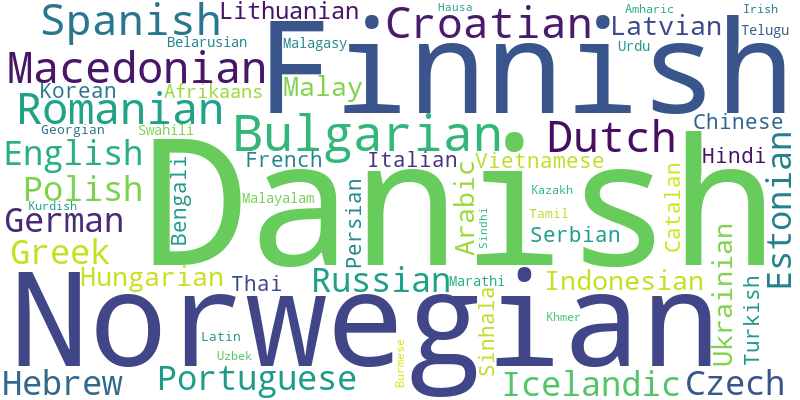 Spanish
Lithuanian
Croatian
Hausa
Amharic
Irish
Latvian
Telugu
Belarusian
Malagasy
Urdu
Finnish
Macedonian
Korean
Afrikaans
Malay
Romanian
Georgian
Swahili
Bulgarian
Dutch
Chinese
English
French
Italian
Vietnamese
Hindi
Danish
Polish
Kurdish
Bengali
Malayalam
Persian
Arabic
Sindhi
Kazakh
Tamil
Serbian
Catalan
Estonian
German
Greek
Hungarian
Thai
Russian
Marathi
Indonesian
Ukrainian
Turkish
Norwegian
Latin
Uzbek
Burmese
Sinhala
Khmer
Hebrew
Portuguese
Icelandic
Czech